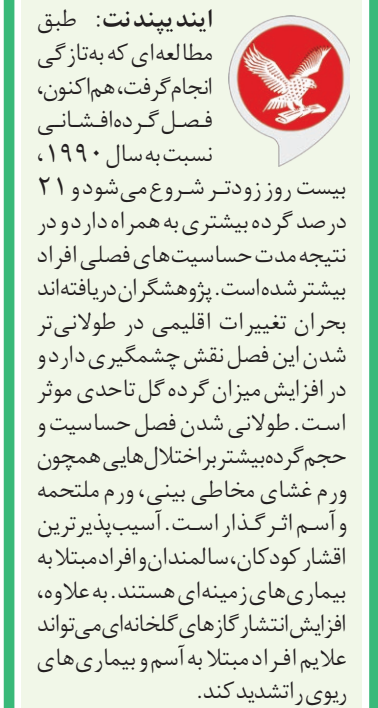 ایندیپندنت: طبق
مطالعه‌ای که به‌تازگی
انجام گرفت، هم‌اکنون،
فصل گرده‌افشانی
نسبت به سال ۱۹۹۰،
بیست روز زودتر شروع می‌شود و ۲۱
درصد گرده بیشتری به همراه دارد و در
نتیجه مدت حساسیت‌های فصلی افراد
بیشتر شده‌است. پژوهشگران دریافته‌اند
بحران تغییرات اقلیمی در طولانی‌تر
شدن این فصل نقش چشمگیری دارد و
در افزایش میزان گرده گل تاحدی موثر
است. طولانی شدن فصل حساسیت و
حجم گرده‌بیشتر بر اختلال‌هایی همچون
ورم غشای مخاطی بینی، ورم ملتحمه
و آسم اثرگذار است. آسیب‌پذیرترین
اقشار کودکان، سالمندان و افراد مبتلا به
بیماری‌های زمینه‌ای هستند. به علاوه،
افزایش انتشار گازهای گلخانه‌ای می‌تواند
علایم افراد مبتلا به آسم و بیماری‌های
ریوی را تشدید کند.